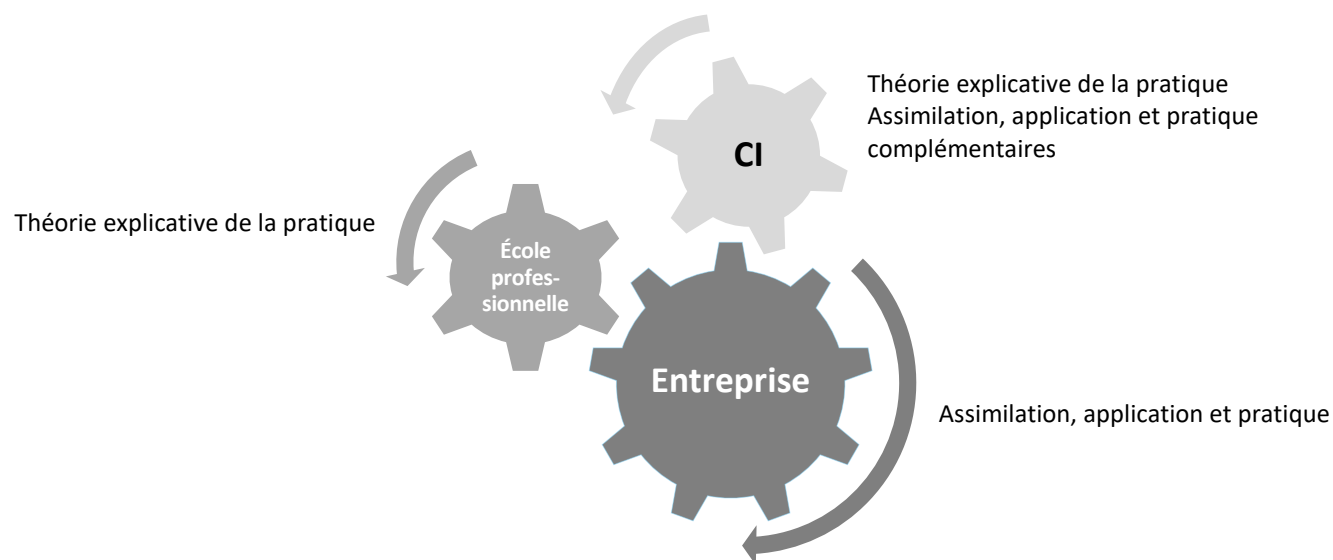 Théorie explicative de la pratique
Assimilation, application et pratique
complémentaires
CI
Théorie explicative de la pratique
École
profes-
sionnelle
Entreprise
Assimilation, application et pratique